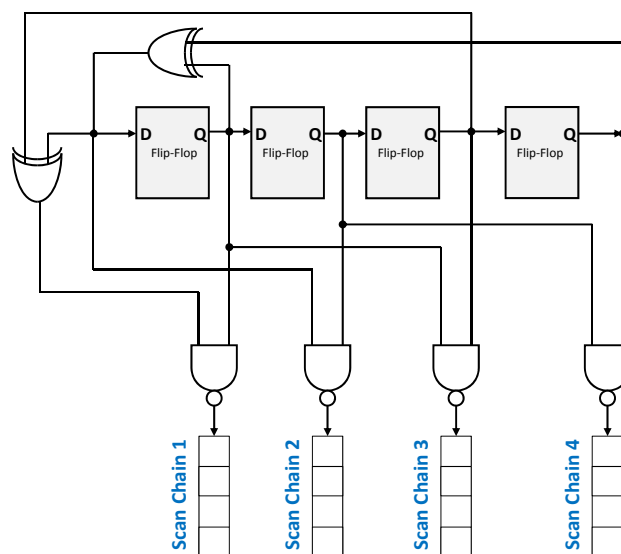 D Q D Q D Q D Q
Flip-Flop Flip-Flop Flip-Flop Flip-Flop
Scan Chain 1
Scan Chain 2
Scan Chain 3
Scan Chain 4